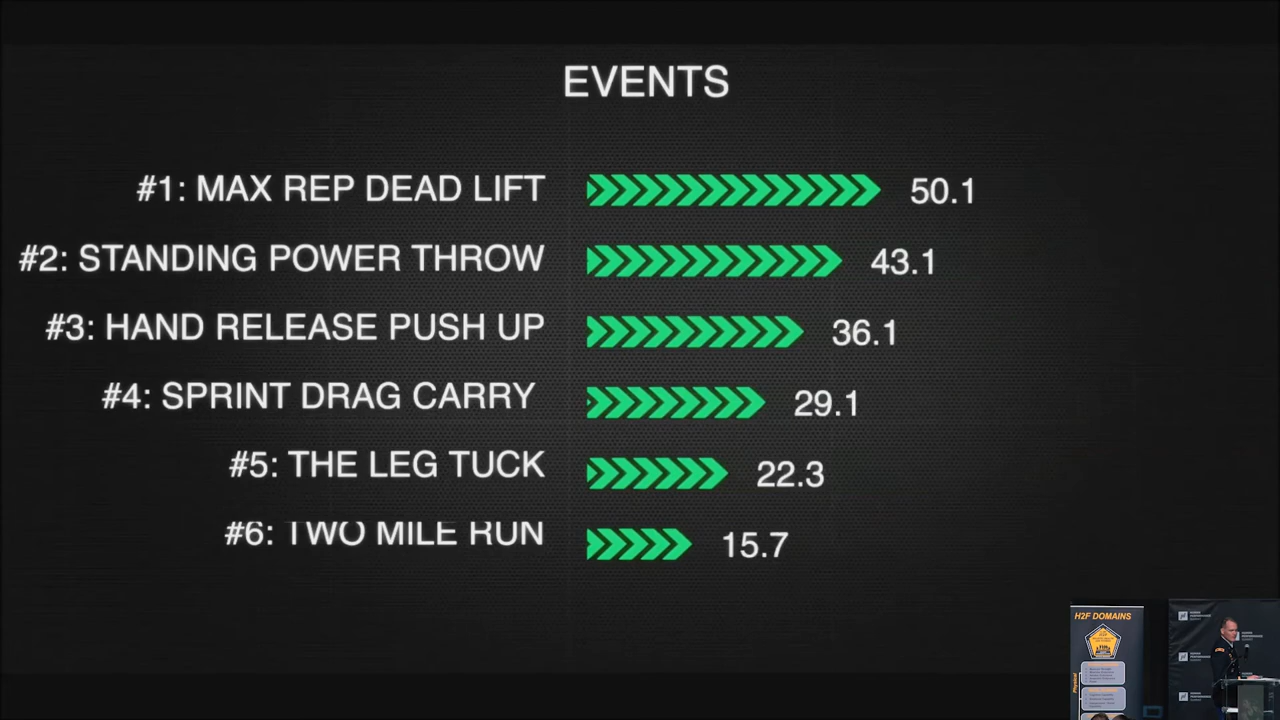 EVENTS
#1: MAX REP DEAD LIFT 50.1
#2: STANDING POWER THROW 43.1
#3: HAND RELEASE PUSH UP 36.1
#4: SPRINT DRAG CARRY 29.1
#5: THE LEG TUCK 22.3
#6: TWO MILE RUN 15.7
H2F DOMAINS
Physical